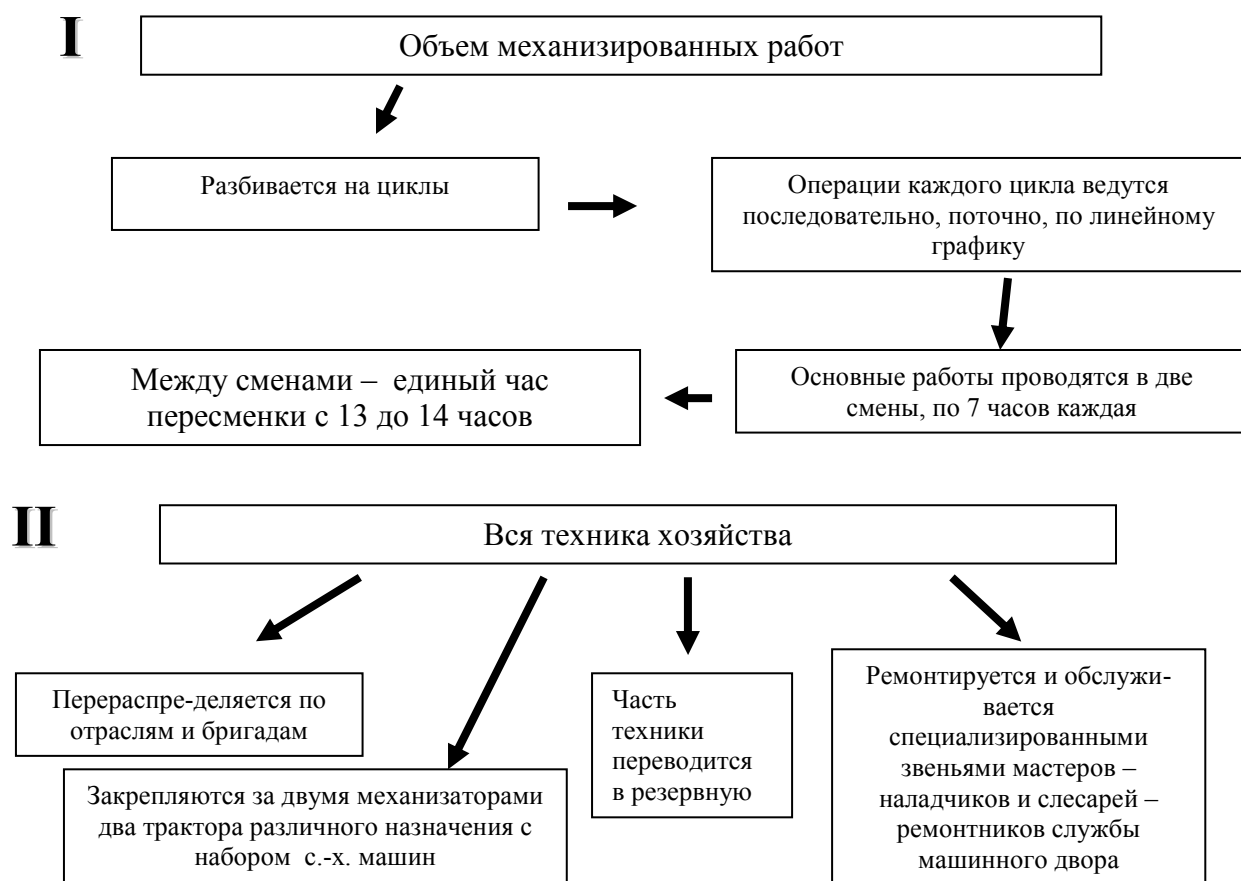 I
Объем механизированных работ
Разбивается на циклы
Операции каждого цикла ведутся
последовательно, поточно, по линейному
графику
Между сменами – единый час
пересменки с 13 до 14 часов
Основные работы проводятся в две
смены, по 7 часов каждая
II
Вся техника хозяйства
Перераспре-деляется по
отраслям и бригадам
Закрепляются за двумя механизаторами
два трактора различного назначения с
набором с.-х. машин
Часть
техники
переводится
в резервную
Ремонтируется и обслужи-
вается
специализированными
звеньями мастеров –
наладчиков и слесарей –
ремонтников службы
машинного двора